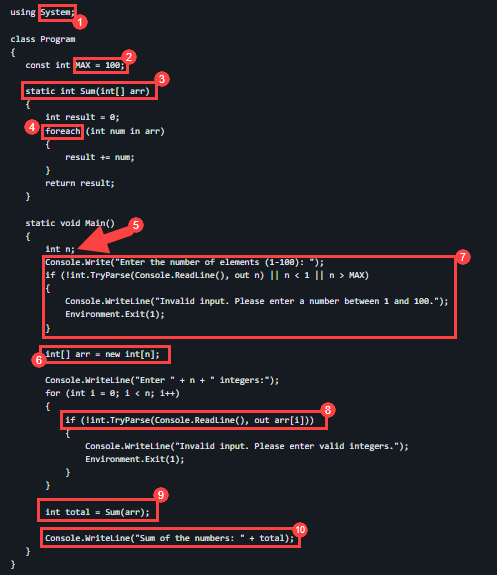 using System;
1
class Program
{
const int MAX = 100;
2
static int Sum(int[] arr)
3
{
int result = 0;
4
foreach (int num in arr)
{
result += num;
}
return result;
}
static void Main()
5
{
int n;
Console.Write("Enter the number of elements (1-100): ");
7
if (!int.TryParse(Console.ReadLine(), out n) || n < 1 || n > MAX)
{
Console.WriteLine("Invalid input. Please enter a number between 1 and 100.");
Environment.Exit(1);
}
6
int[] arr = new int[n];
Console.WriteLine("Enter " + n + " integers:");
for (int i = 0; i < n; i++)
{
8
if (!int.TryParse(Console.ReadLine(), out arr[i]))
{
Console.WriteLine("Invalid input. Please enter valid integers.");
Environment.Exit(1);
}
}
9
int total = Sum(arr);
10
Console.WriteLine("Sum of the numbers: " + total);
}
}